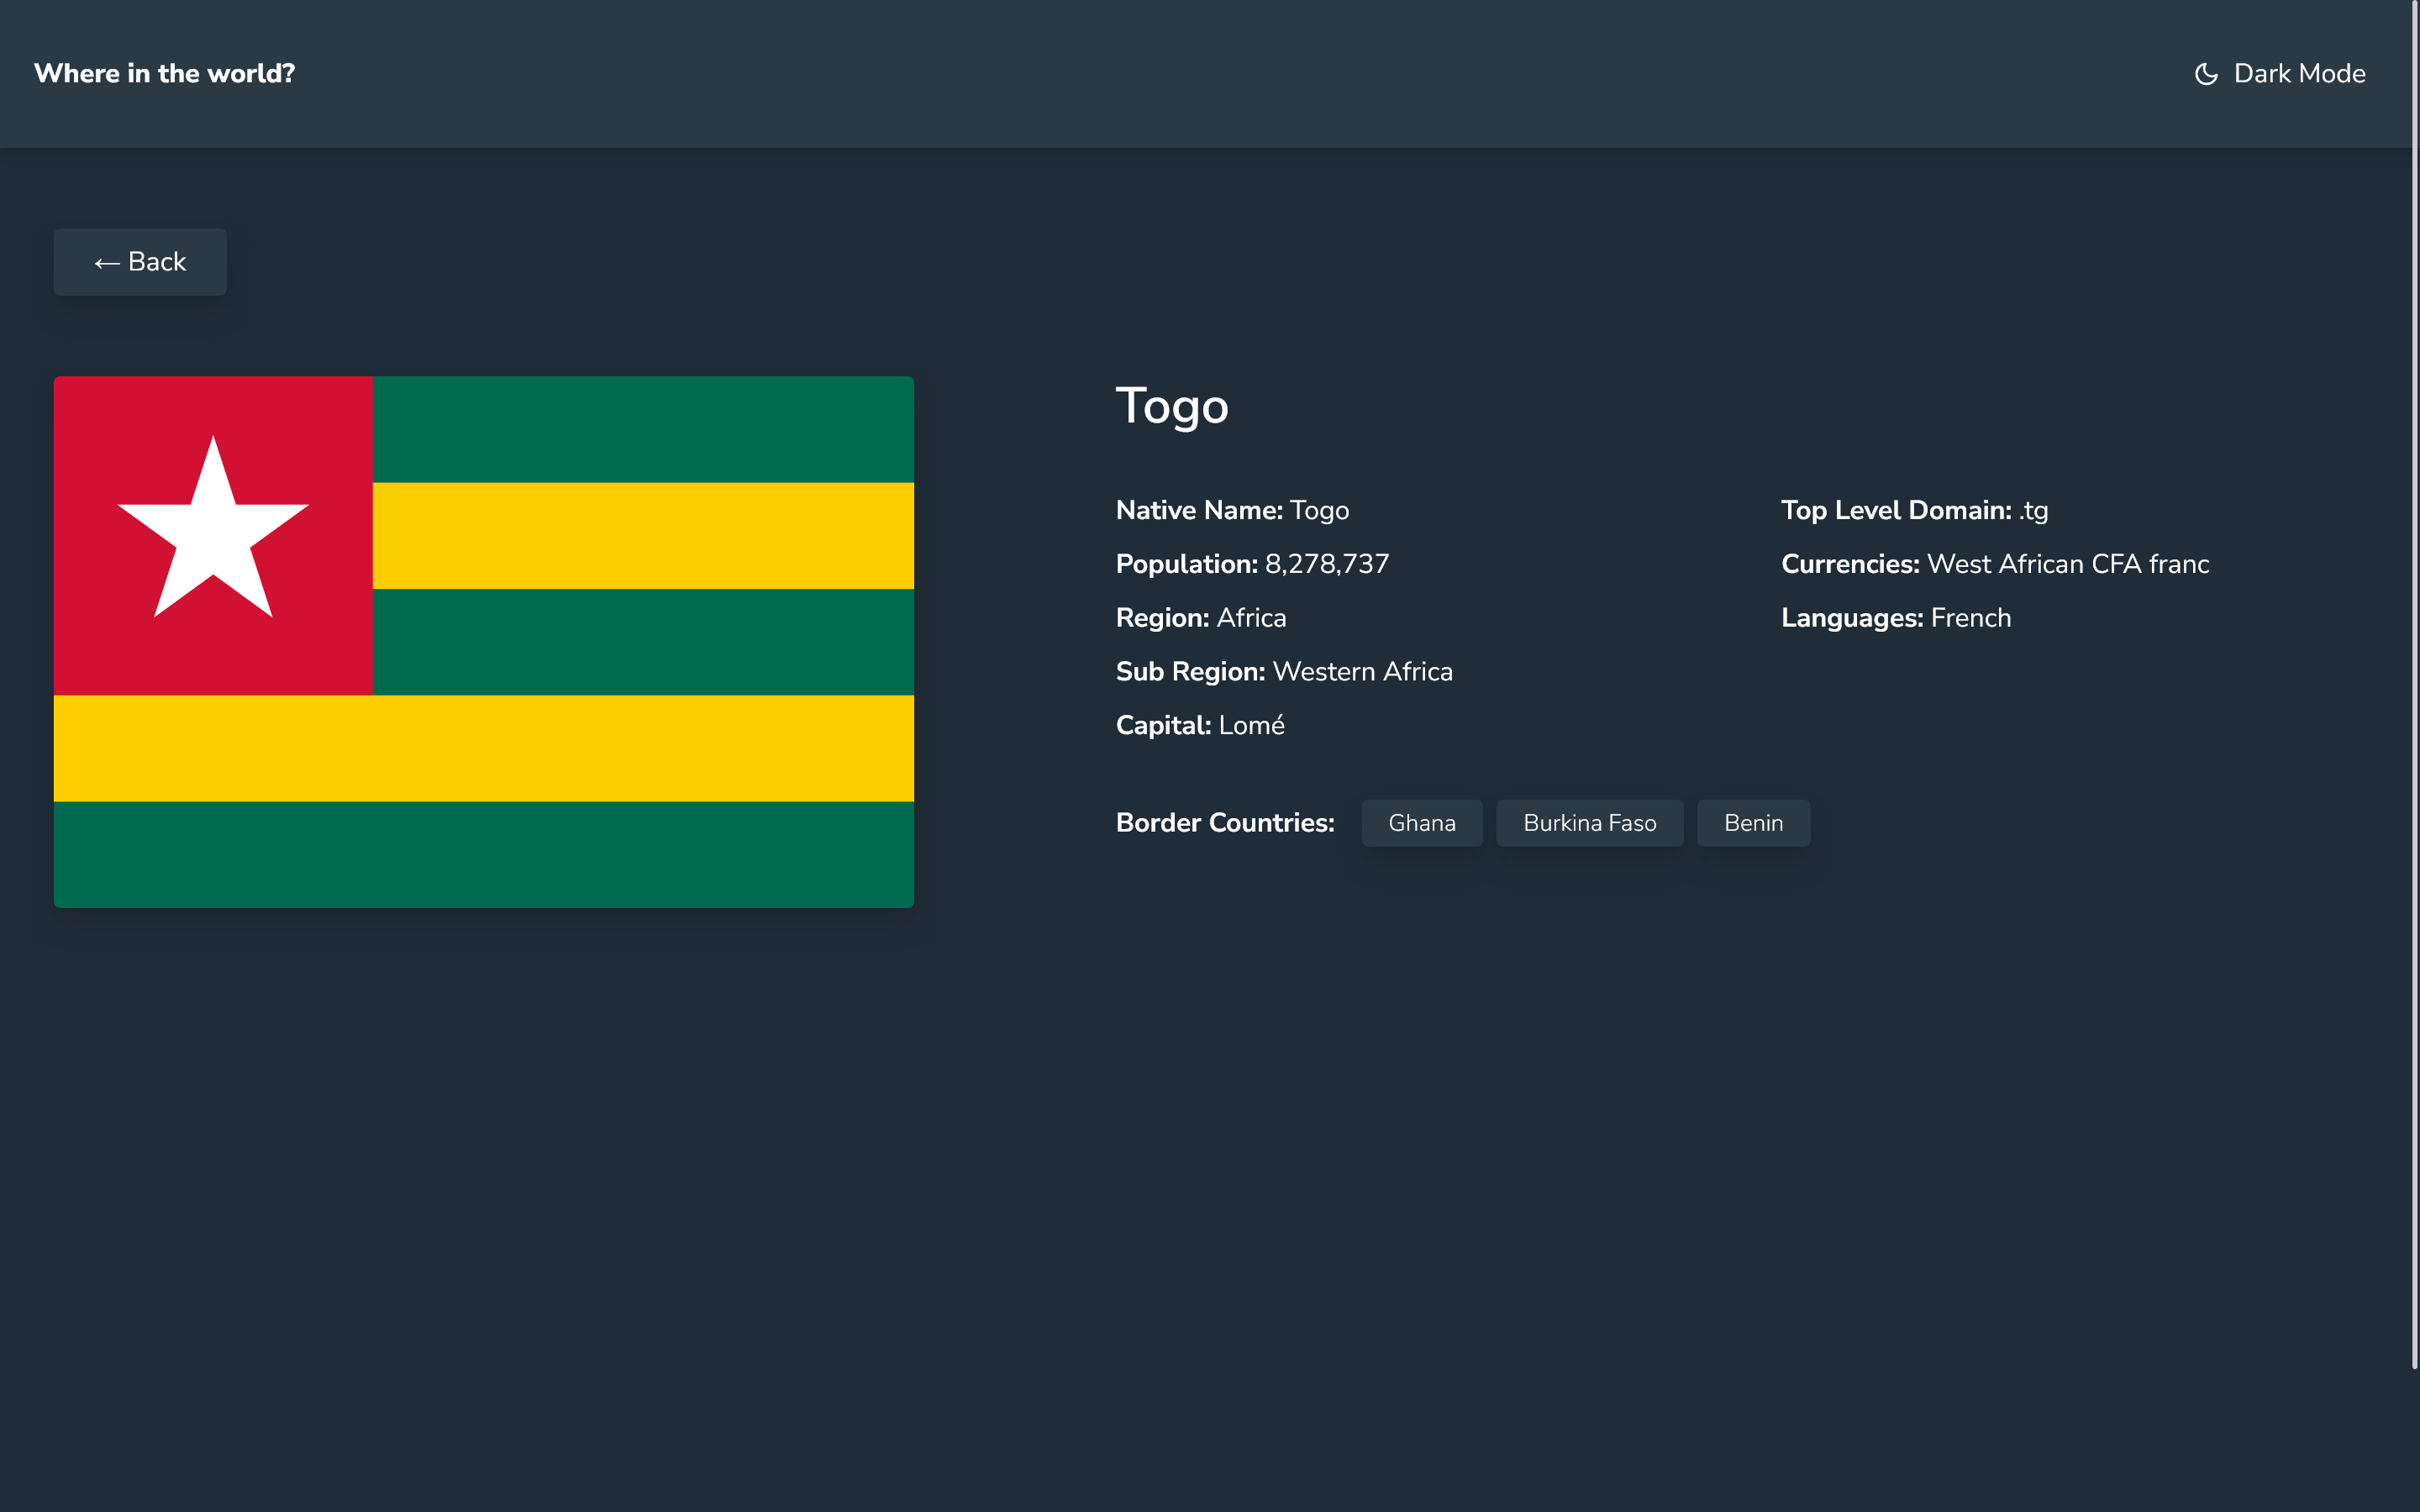 Where in the world?
Dark Mode
← Back
Togo
Native Name: Togo
Population: 8,278,737
Region: Africa
Sub Region: Western Africa
Capital: Lomé
Top Level Domain: .tg
Currencies: West African CFA franc
Languages: French
Border Countries: Ghana Burkina Faso Benin